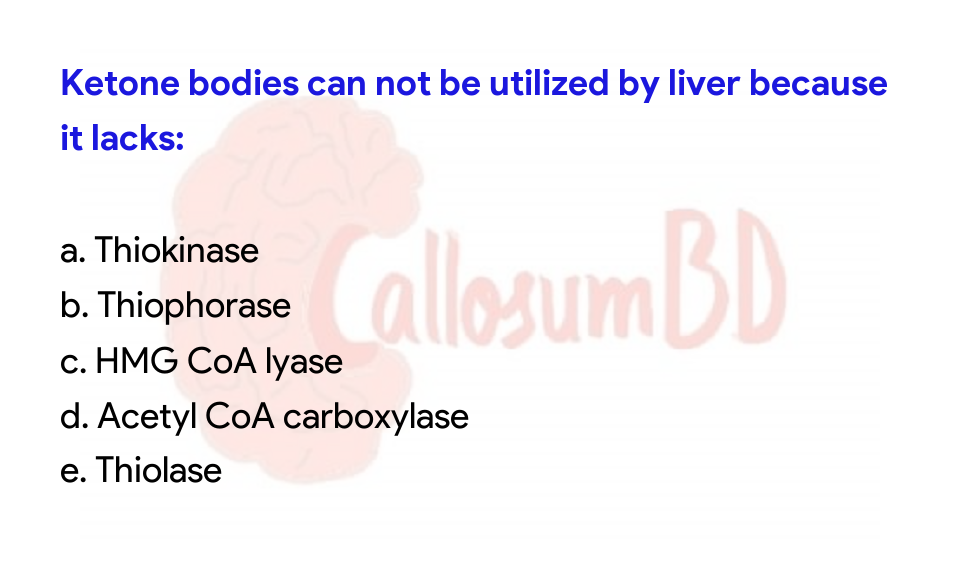 Ketone bodies can not be utilized by liver because
it lacks:
a. Thiokinase
b. Thiophorase
CallosumBD
c. HMG CoA lyase
d. Acetyl CoA carboxylase
e. Thiolase